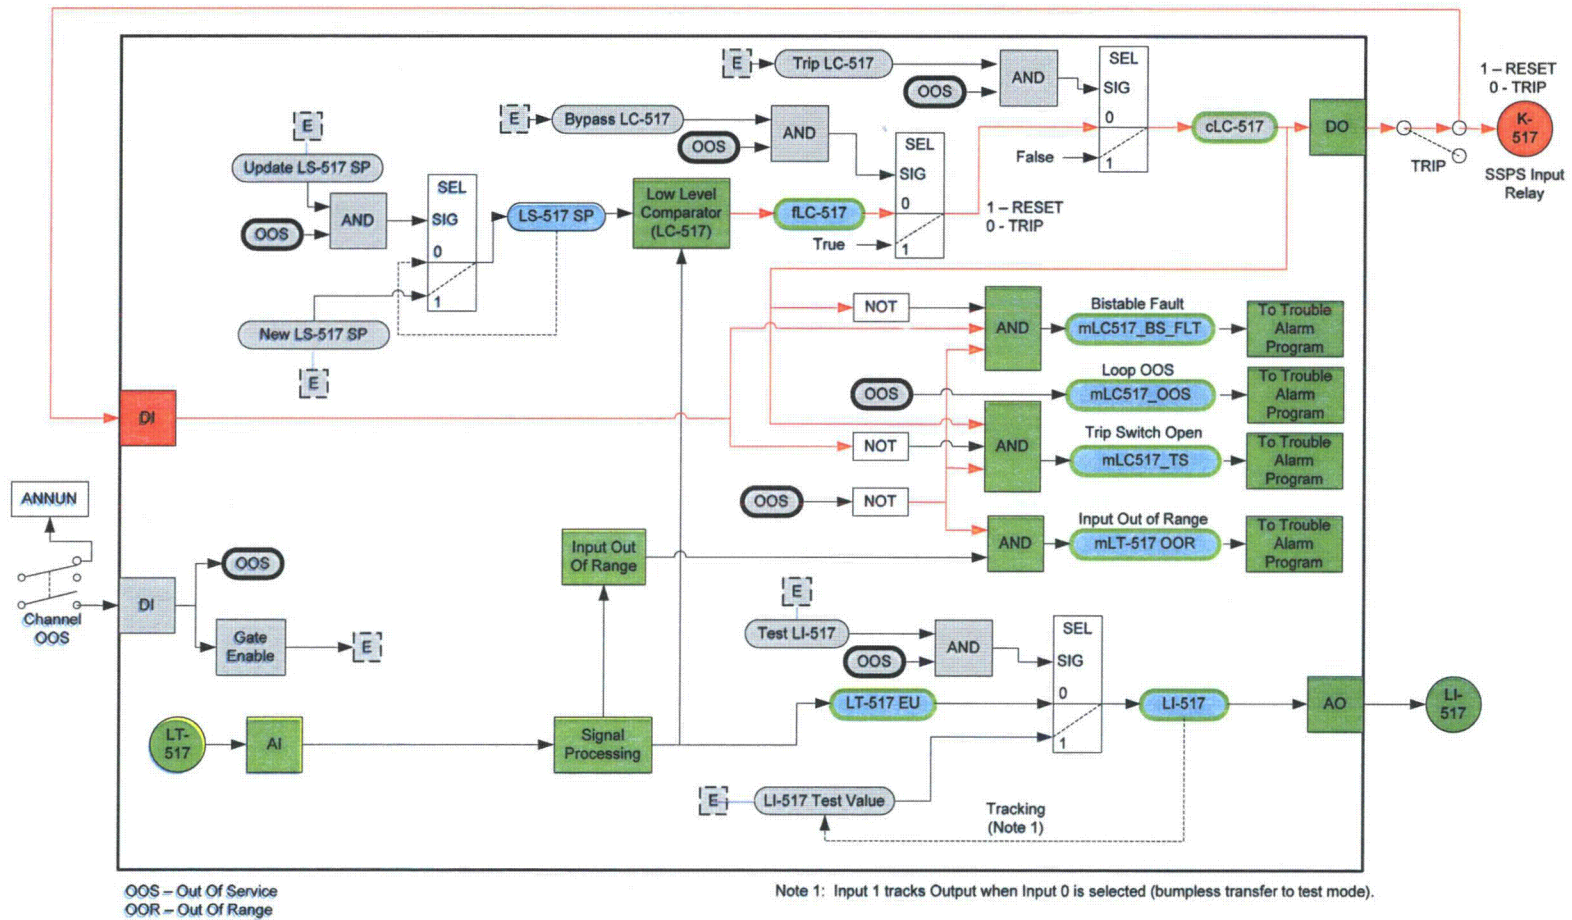 E
Trip LC-517
OOS
AND
SEL
SIG
0
1
False
1 – RESET
0 - TRIP
K-
517
SSPS Input
Relay
TRIP
DO
cLC-517
E
Bypass LC-517
OOS
AND
SEL
SIG
0
1
True
1 – RESET
0 - TRIP
E
Update LS-517 SP
OOS
AND
SEL
SIG
0
1
New LS-517 SP
E
LS-517 SP
Low Level
Comparator
(LC-517)
fLC-517
NOT
AND
Bistable Fault
mLC517_BS_FLT
To Trouble
Alarm
Program
OOS
Loop OOS
mLC517_OOS
To Trouble
Alarm
Program
NOT
AND
Trip Switch Open
mLC517_TS
To Trouble
Alarm
Program
OOS
NOT
AND
Input Out of Range
mLT-517 OOR
To Trouble
Alarm
Program
DI
ANNUN
Channel
OOS
DI
OOS
Gate
Enable
E
Input Out
Of Range
LT-
517
AI
Signal
Processing
E
Test LI-517
OOS
AND
SEL
SIG
0
1
LT-517 EU
LI-517
AO
LI-
517
E
LI-517 Test Value
Tracking
(Note 1)
OOS – Out Of Service
OOR – Out Of Range
Note 1: Input 1 tracks Output when Input 0 is selected (bumpless transfer to test mode).